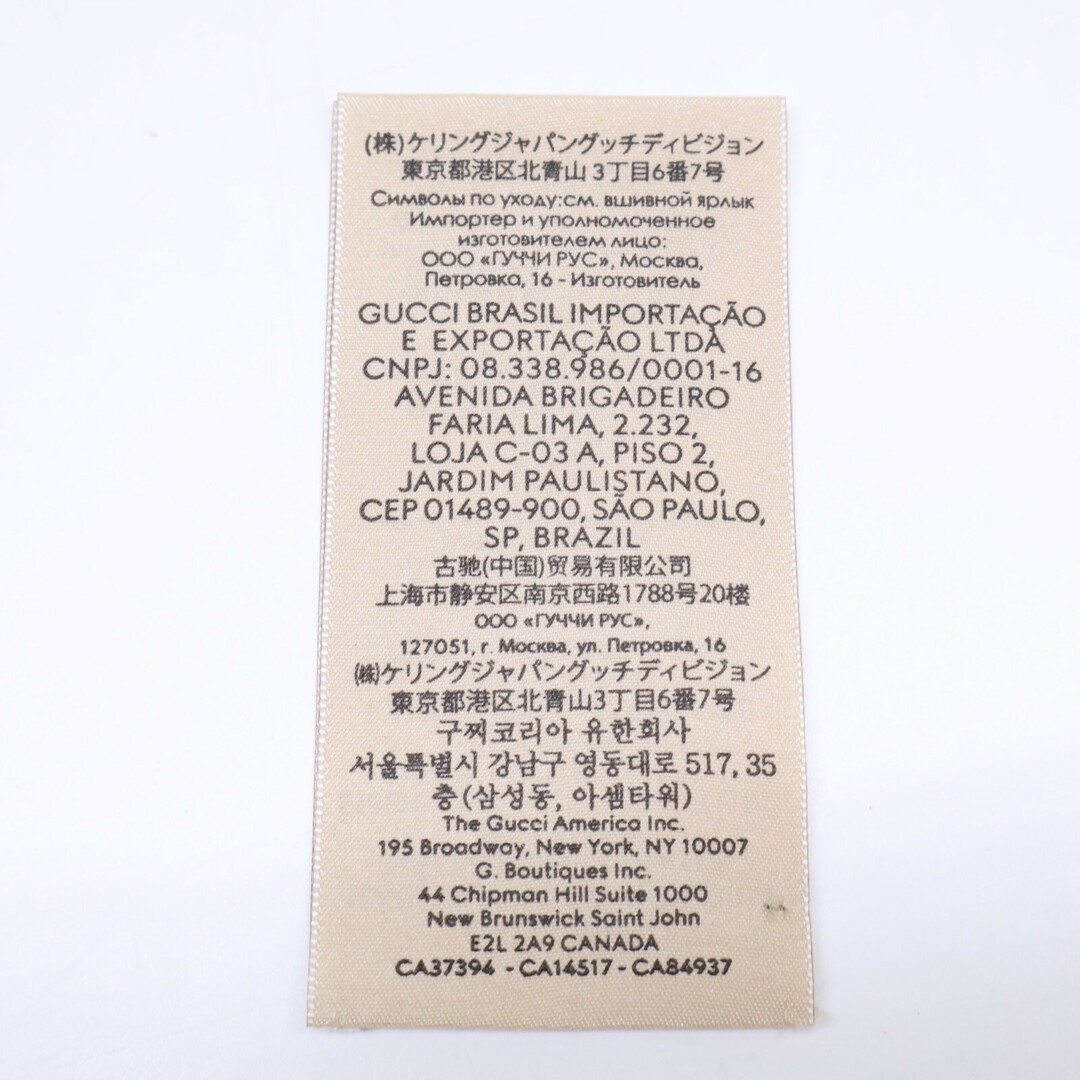 (株)ケリングジャパングッチディビジョン
東京都港区北青山 3丁目6番7号
Символы по уходу:см. вшивной ярлык
Импортер и уполномоченное
изготовителем лицо:
ООО «ГУЧЧИ РУС», Москва,
Петровка, 16 - Изготовитель
GUCCI BRASIL IMPORTAÇÃO
E EXPORTAÇÃO LTDA
CNPJ: 08.338.986/0001-16
AVENIDA BRIGADEIRO
FARIA LIMA, 2.232,
LOJA C-03 A, PISO 2,
JARDIM PAULISTANO,
CEP 01489-900, SÃO PAULO,
SP, BRAZIL
古驰(中国)贸易有限公司
上海市静安区南京西路1788号20楼
ООО «ГУЧЧИ РУС»,
127051, г. Москва, ул. Петровка, 16
㈱ケリングジャパングッチディビジョン
東京都港区北青山3丁目6番7号
구찌코리아 유한회사
서울특별시 강남구 영동대로 517, 35
층 (삼성동, 아셈타워)
The Gucci America Inc.
195 Broadway, New York, NY 10007
G. Boutiques Inc.
44 Chipman Hill Suite 1000
New Brunswick Saint John
E2L 2A9 CANADA
CA37394 - CA14517 - CA84937